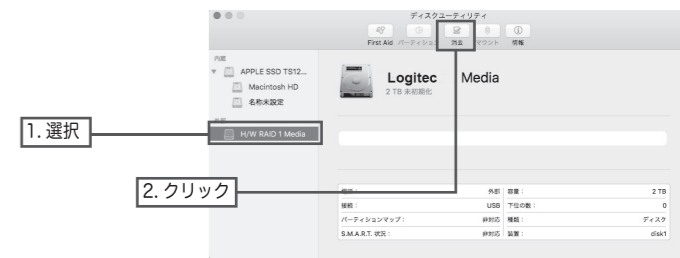 ディスクユーティリティ
First Aid パーティション 消去 マウント 情報
内蔵
APPLE SSD TS12...
Macintosh HD
名称未設定
外部
H/W RAID 1 Media
Logitec Media
2 TB 未初期化
1. 選択
2. クリック
外部 容量： 2 TB
接続： USB 下位の数： 0
パーティションマップ： 非対応 種類： ディスク
S.M.A.R.T. 状況： 非対応 装置： disk1